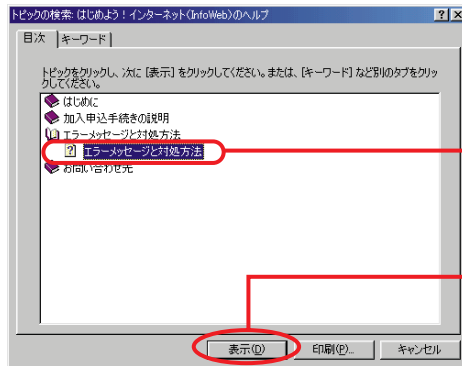 トピックの検索: はじめよう！インターネット(InfoWeb)のヘルプ
目次
キーワード
トピックをクリックし、次に [表示] をクリックしてください。または、[キーワード] など別のタブをクリッ
クしてください。
はじめに
加入申込手続きの説明
エラーメッセージと対処方法
エラーメッセージと対処方法
お問い合わせ先
表示(D)
印刷(P)...
キャンセル